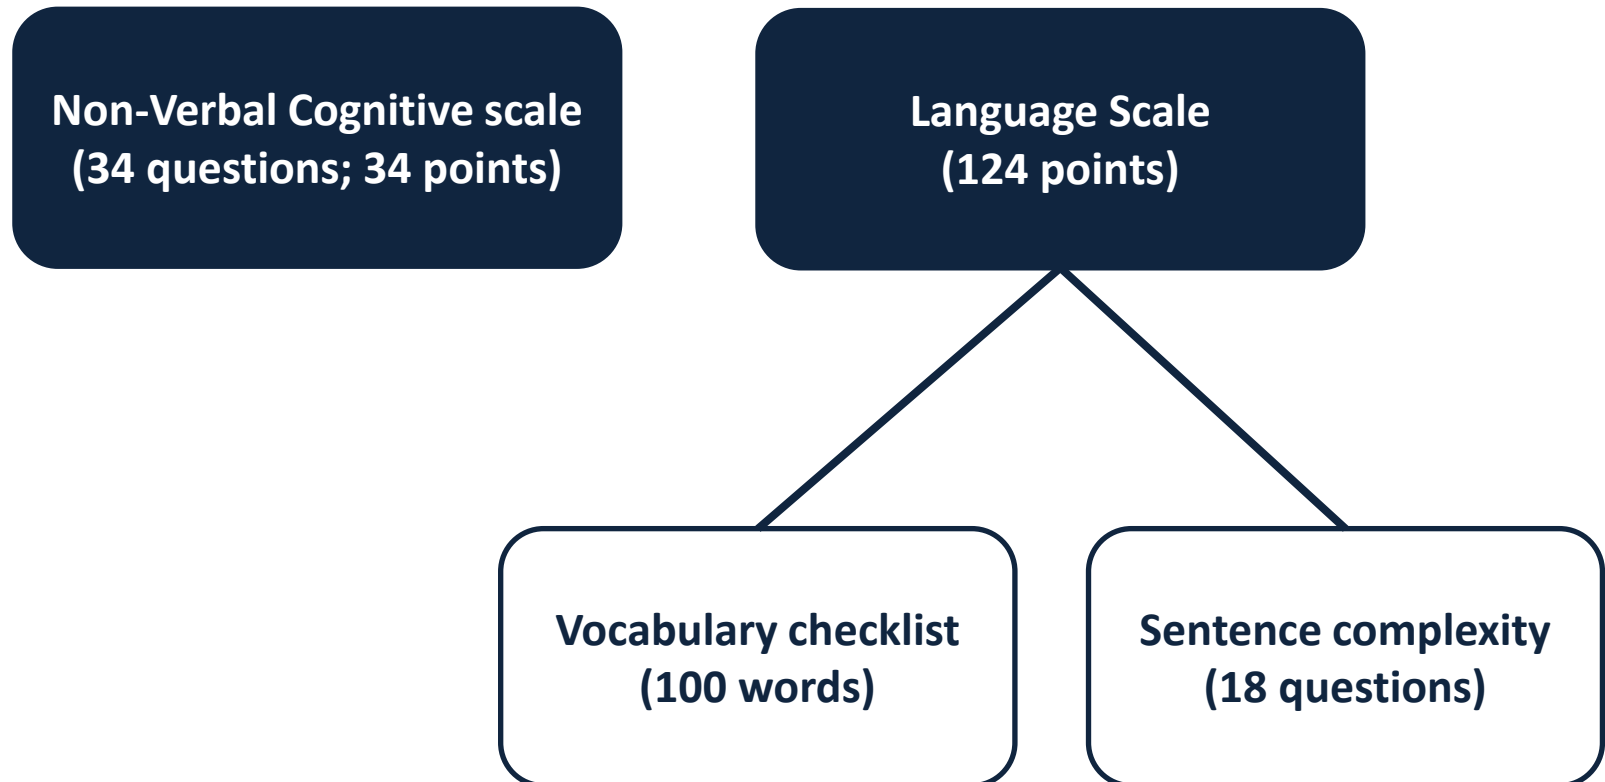 Non-Verbal Cognitive scale
(34 questions; 34 points)
Language Scale
(124 points)
Vocabulary checklist
(100 words)
Sentence complexity
(18 questions)